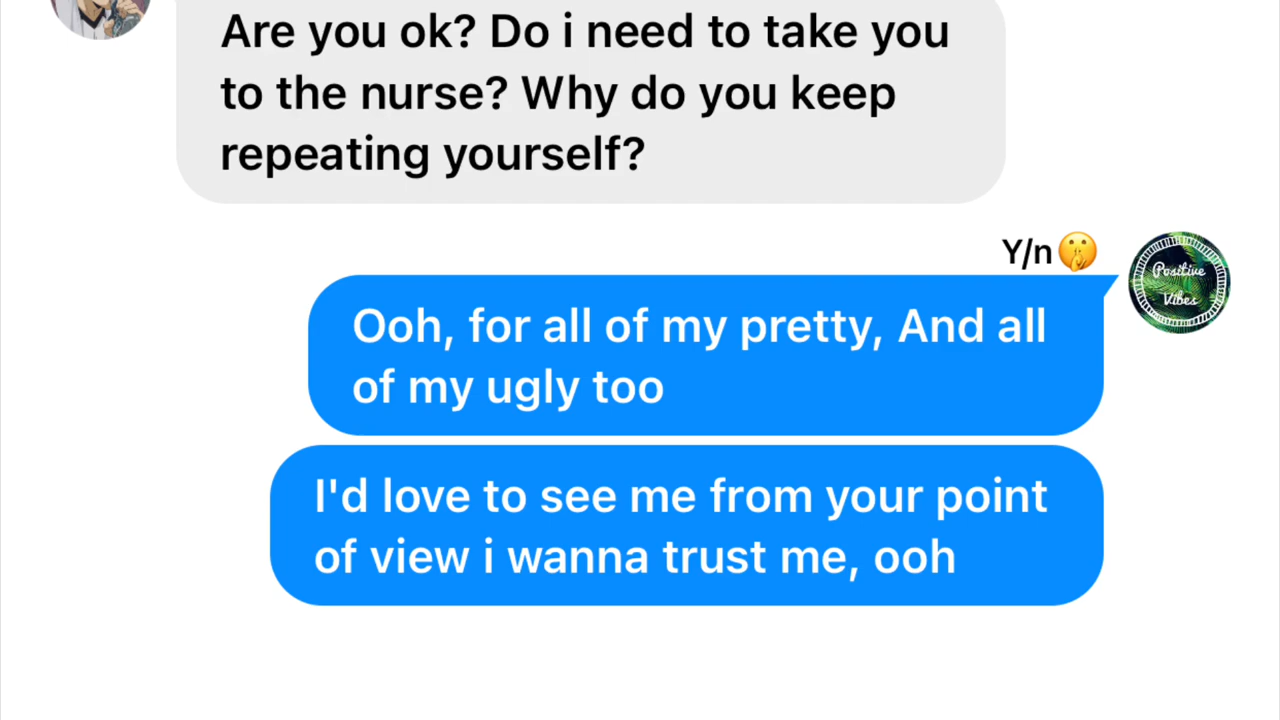 Are you ok? Do i need to take you
to the nurse? Why do you keep
repeating yourself?
Y/n🤫
Positive
Vibes
Ooh, for all of my pretty, And all
of my ugly too
I'd love to see me from your point
of view i wanna trust me, ooh